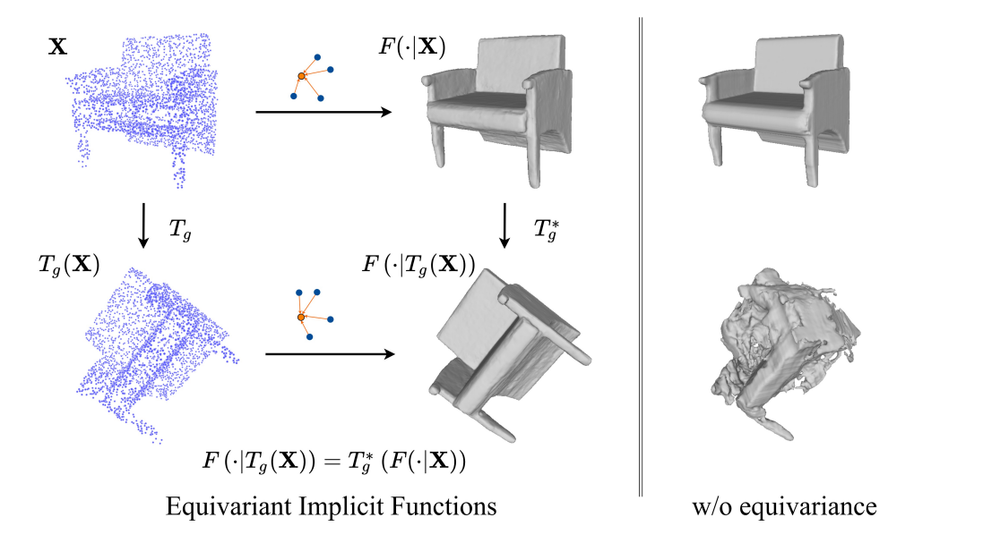 X
F(·|X)
T_g
T_g^*
T_g(X)
F(·|T_g(X))
F(·|T_g(X)) = T_g^*(F(·|X))
Equivariant Implicit Functions
w/o equivariance